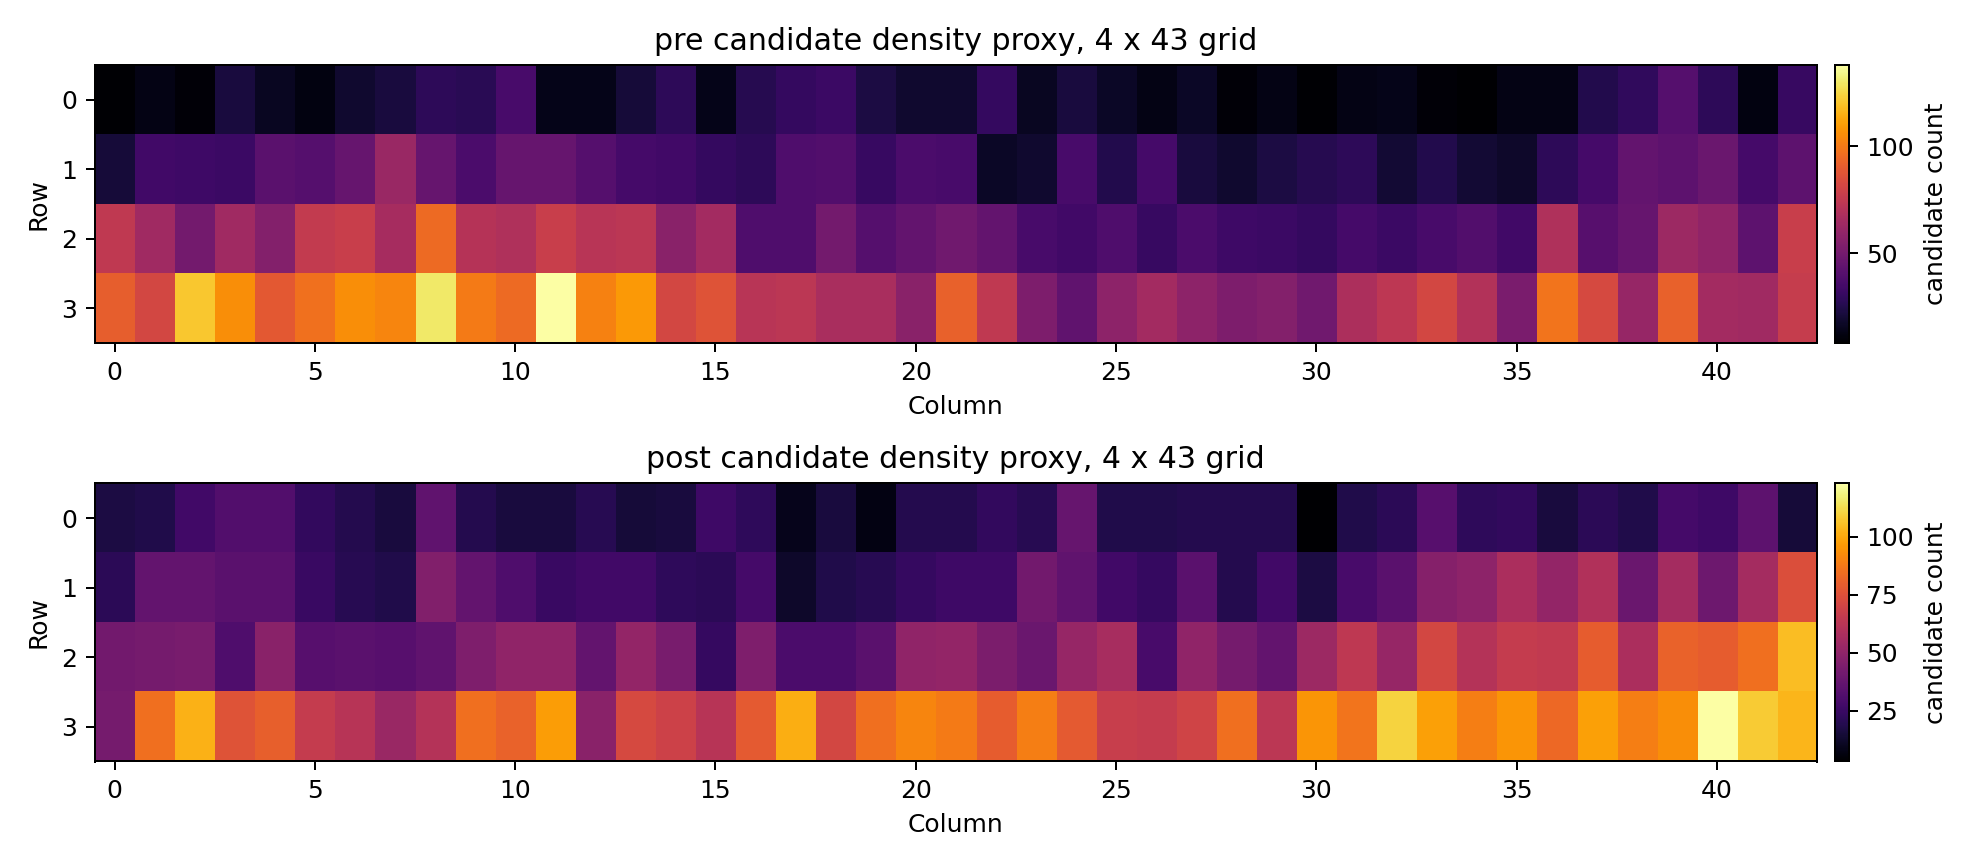 pre candidate density proxy, 4 x 43 grid
0
1
2
3
Row
0 5 10 15 20 25 30 35 40
Column
100
50
candidate count
post candidate density proxy, 4 x 43 grid
0
1
2
3
Row
0 5 10 15 20 25 30 35 40
Column
100
75
50
25
candidate count